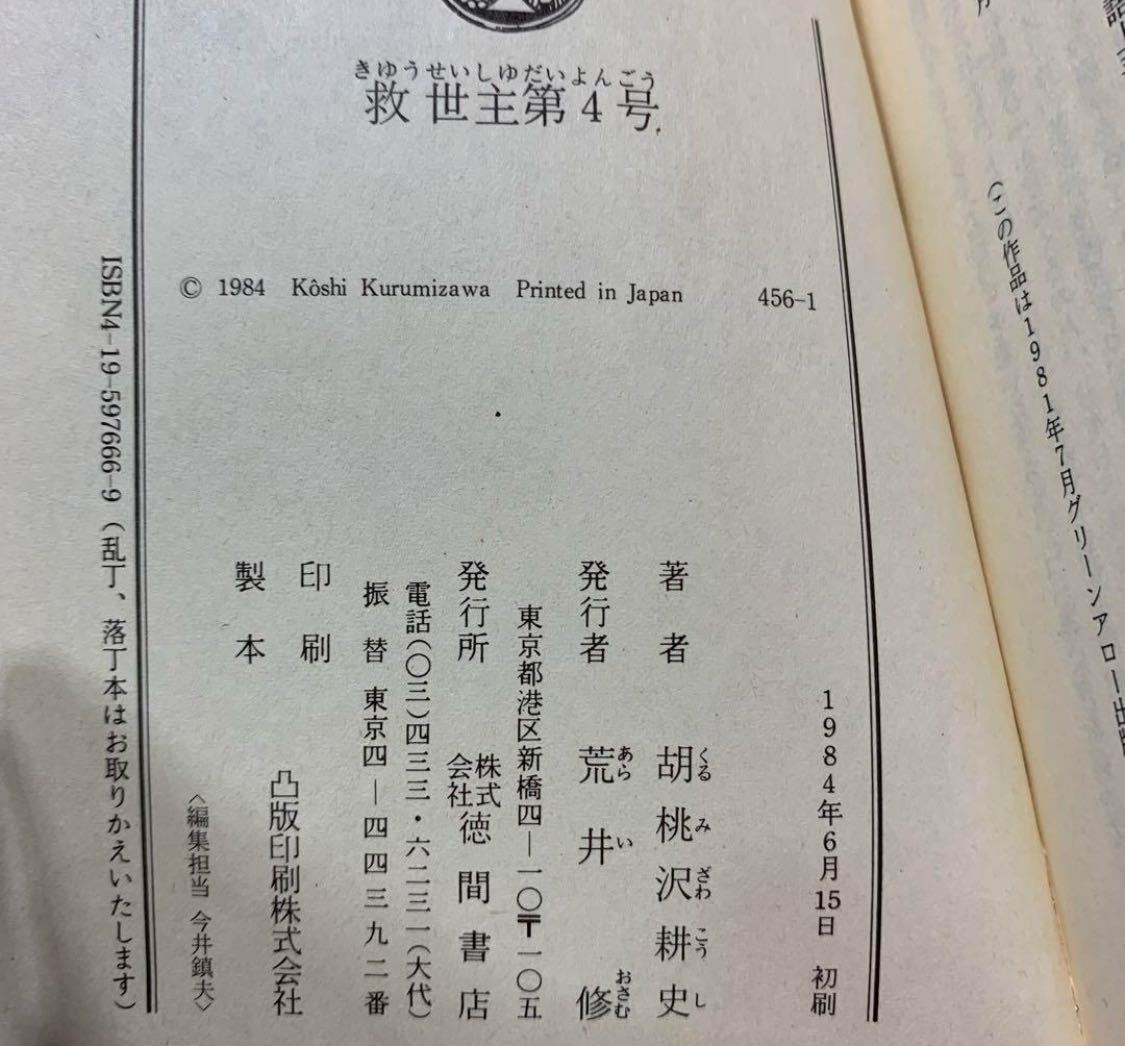 きゆうせいしゆだいよんごう
救世主第4号
© 1984 Kôshi Kurumizawa Printed in Japan 456-1
1984年6月15日 初刷
著者 胡桃沢耕史
くるみざわこうし
発行者 荒井修
あらいおさむ
東京都港区新橋四―一〇〒一〇五
発行所 株式会社徳間書店
電話(〇三)四三三・六二三一(大代)
振替 東京四―四四三九二番
印刷
製本
凸版印刷株式会社
〈編集担当 今井鎮夫〉
ISBN4-19-597666-9(乱丁、落丁本はお取りかえいたします)
(この作品は1981年7月グリーンアロー出版